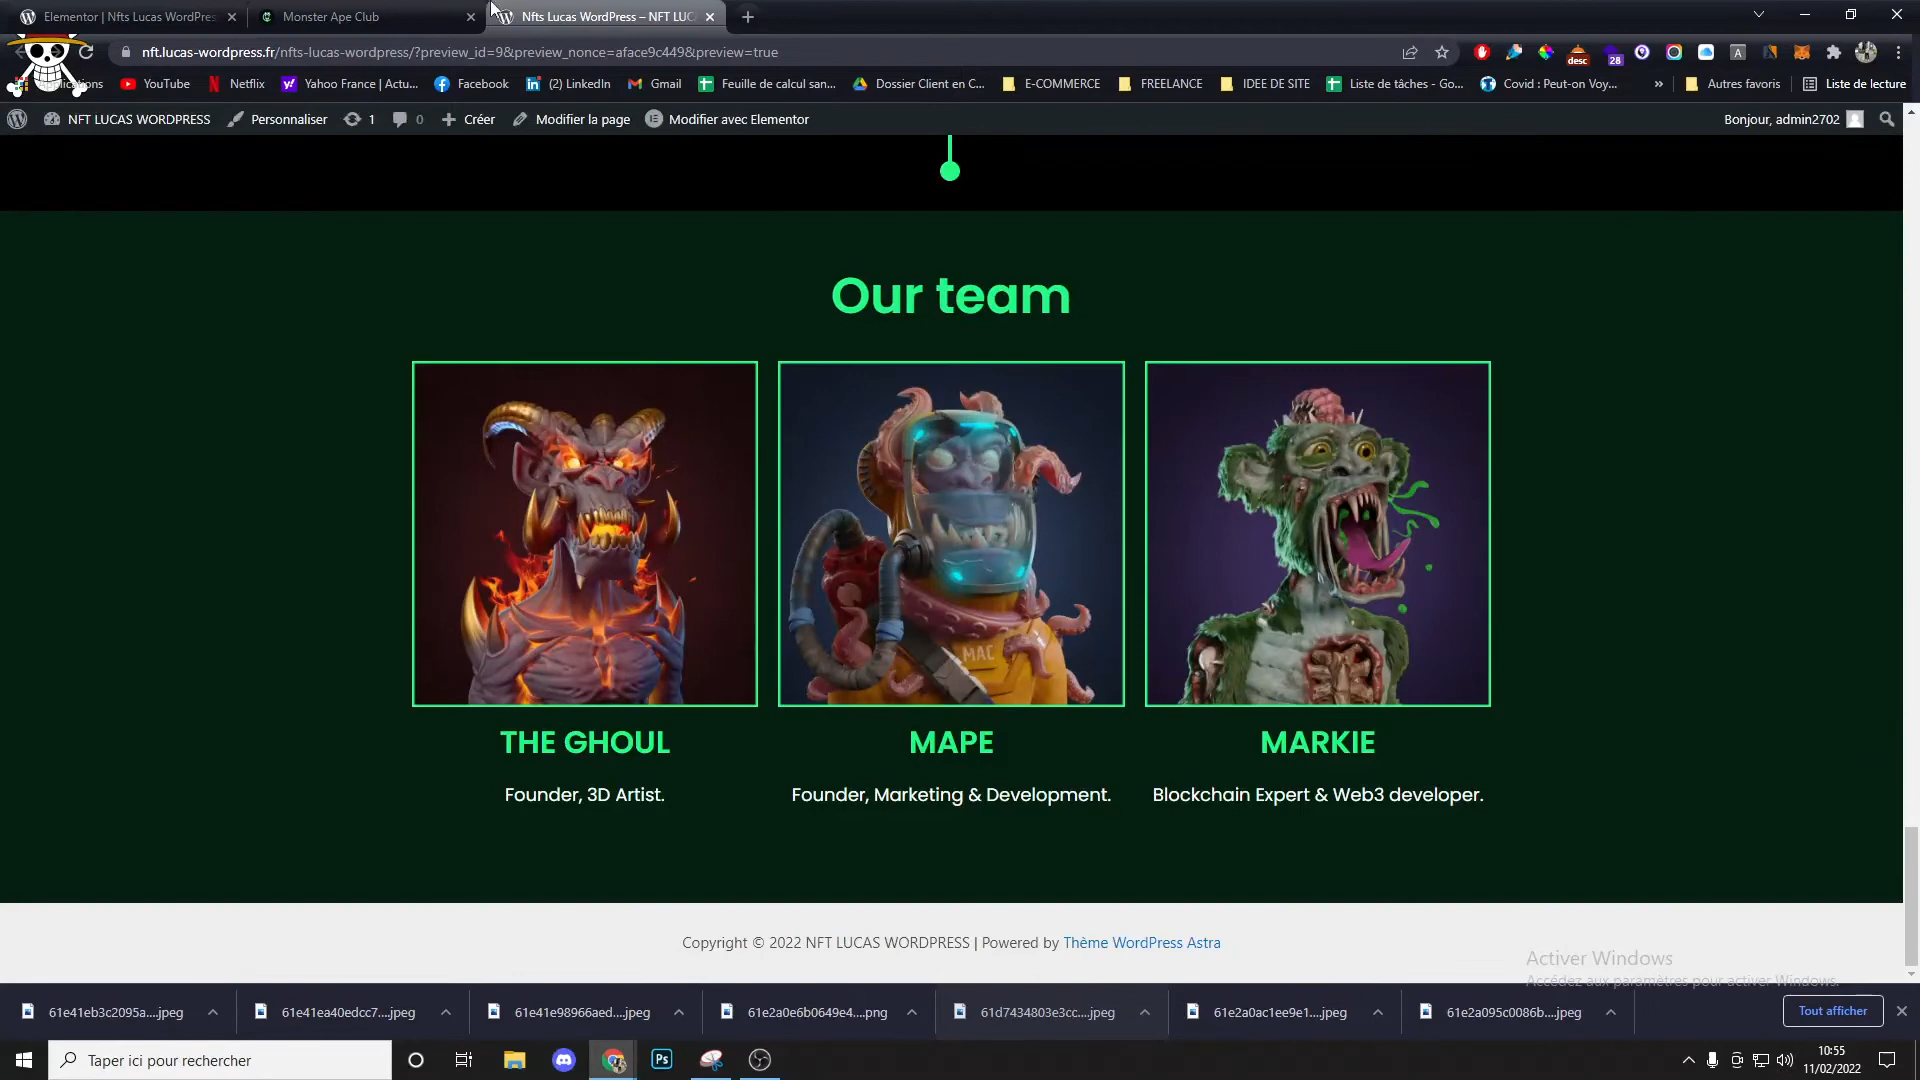 Elementor | Nfts Lucas WordPres
Monster Ape Club
Nfts Lucas WordPress – NFT LUC
nft.lucas-wordpress.fr/nfts-lucas-wordpress/?preview_id=9&preview_nonce=aface9c449&preview=true
desc
28
YouTube
Netflix
Yahoo France | Actu...
Facebook
(2) LinkedIn
Gmail
Feuille de calcul san...
Dossier Client en C...
E-COMMERCE
FREELANCE
IDEE DE SITE
Liste de tâches - Go...
Covid : Peut-on Voy...
»
Autres favoris
Liste de lecture
NFT LUCAS WORDPRESS
Personnaliser
1
0
Créer
Modifier la page
Modifier avec Elementor
Bonjour, admin2702
Our team
MAC
THE GHOUL
MAPE
MARKIE
Founder, 3D Artist.
Founder, Marketing & Development.
Blockchain Expert & Web3 developer.
Copyright © 2022 NFT LUCAS WORDPRESS | Powered by Thème WordPress Astra
Activer Windows
Accédez aux paramètres pour activer Windows.
61e41eb3c2095a....jpeg
61e41ea40edcc7....jpeg
61e41e98966aed....jpeg
61e2a0e6b0649e4....png
61d7434803e3cc....jpeg
61e2a0ac1ee9e1....jpeg
61e2a095c0086b....jpeg
Tout afficher
Taper ici pour rechercher
Ps
10:55
11/02/2022